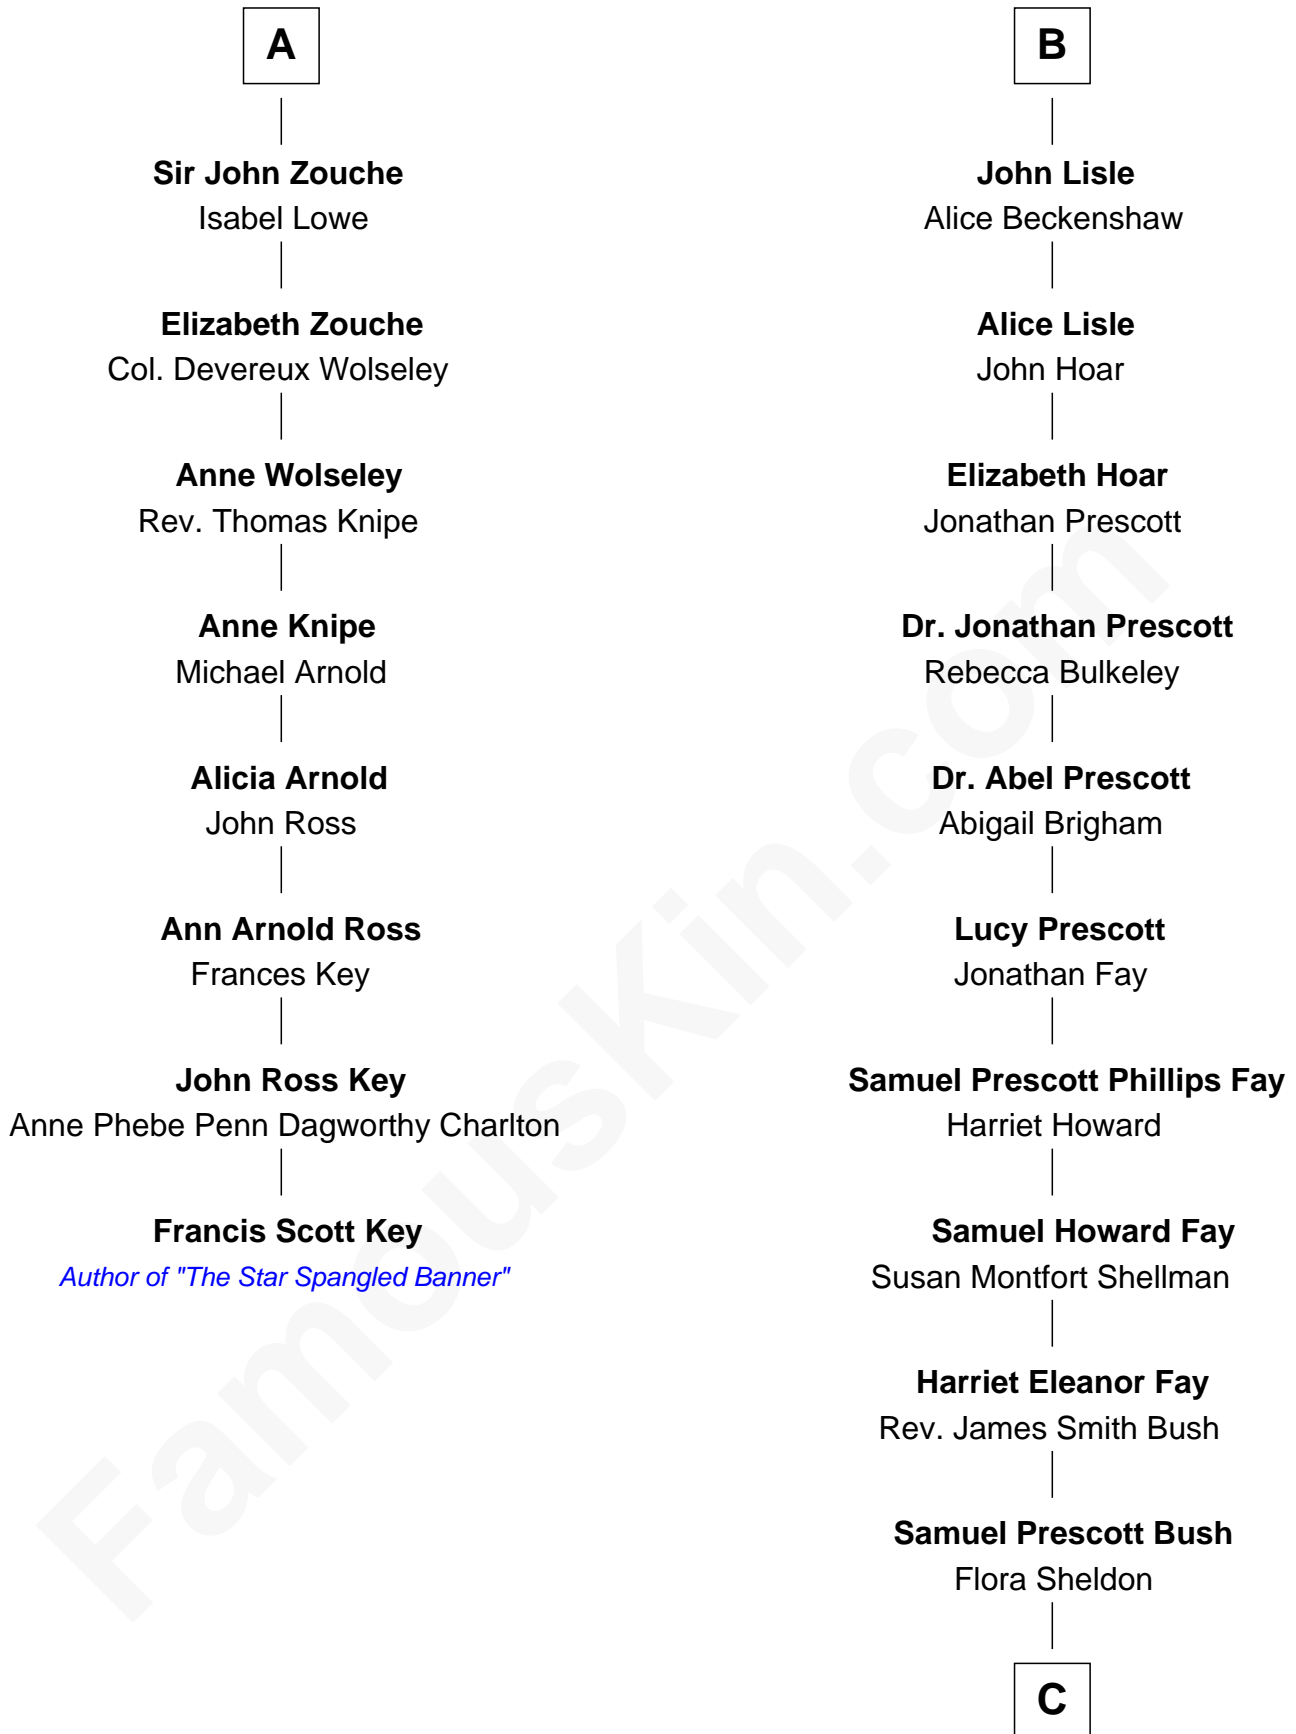 A
Sir John Zouche
Isabel Lowe
Elizabeth Zouche
Col. Devereux Wolseley
Anne Wolseley
Rev. Thomas Knipe
Anne Knipe
Michael Arnold
Alicia Arnold
John Ross
Ann Arnold Ross
Frances Key
John Ross Key
Anne Phebe Penn Dagworthy Charlton
Francis Scott Key
Author of "The Star Spangled Banner"
B
John Lisle
Alice Beckenshaw
Alice Lisle
John Hoar
Elizabeth Hoar
Jonathan Prescott
Dr. Jonathan Prescott
Rebecca Bulkeley
Dr. Abel Prescott
Abigail Brigham
Lucy Prescott
Jonathan Fay
Samuel Prescott Phillips Fay
Harriet Howard
Samuel Howard Fay
Susan Montfort Shellman
Harriet Eleanor Fay
Rev. James Smith Bush
Samuel Prescott Bush
Flora Sheldon
C
FamousKin.com